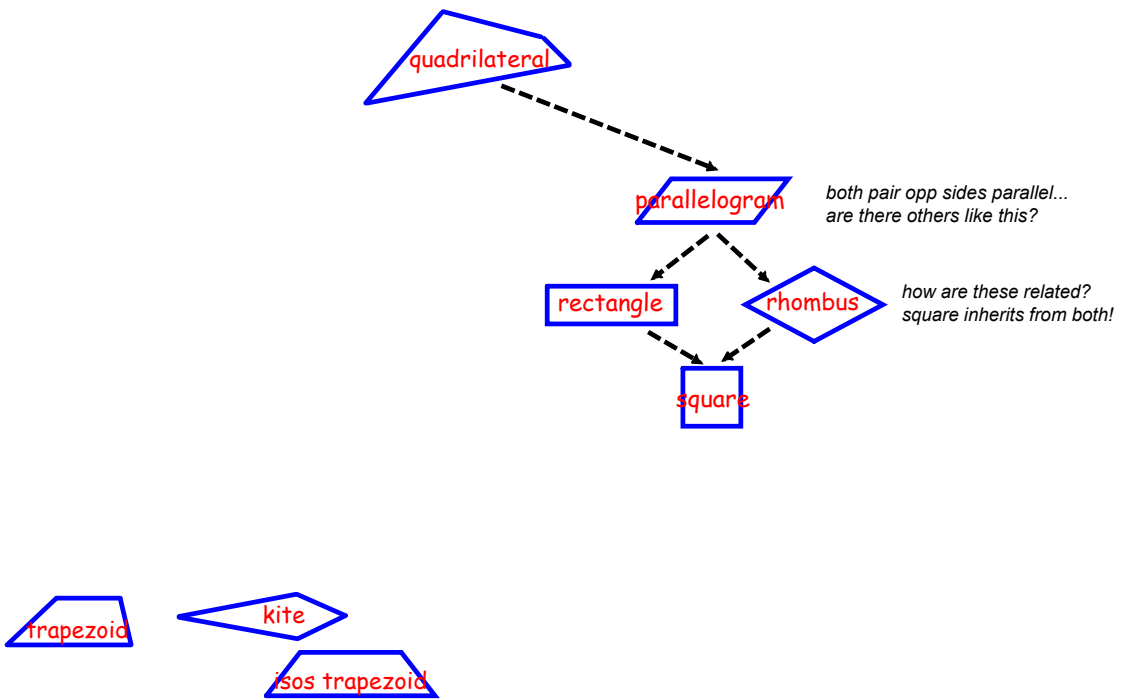 quadrilateral
parallelogram
both pair opp sides parallel...
are there others like this?
rectangle
rhombus
how are these related?
square inherits from both!
square
trapezoid
kite
isos trapezoid